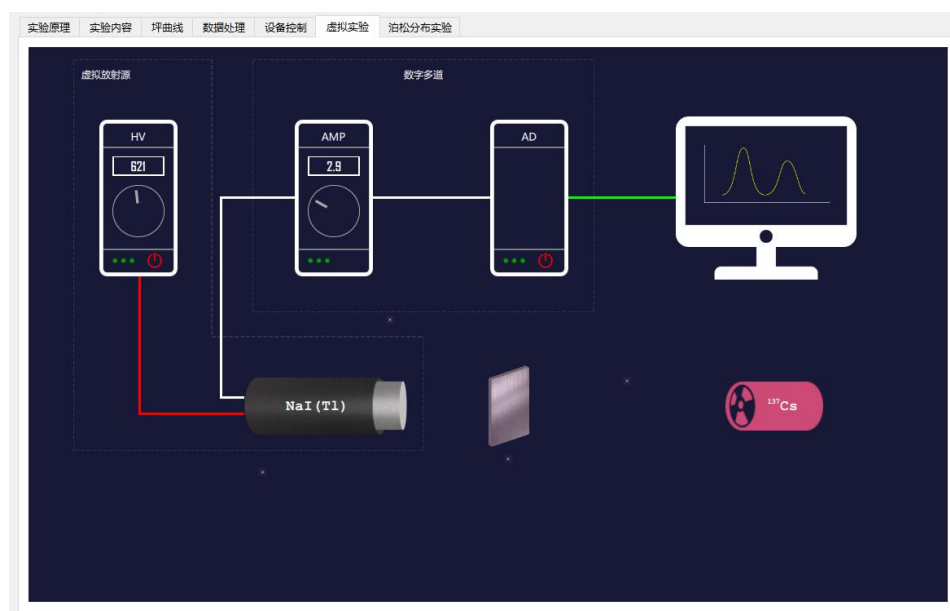 实验原理 实验内容 坪曲线 数据处理 设备控制 虚拟实验 泊松分布实验
虚拟放射源 数字多道
HV AMP AD
621 2.9
NaI(Tl)
¹³⁷Cs